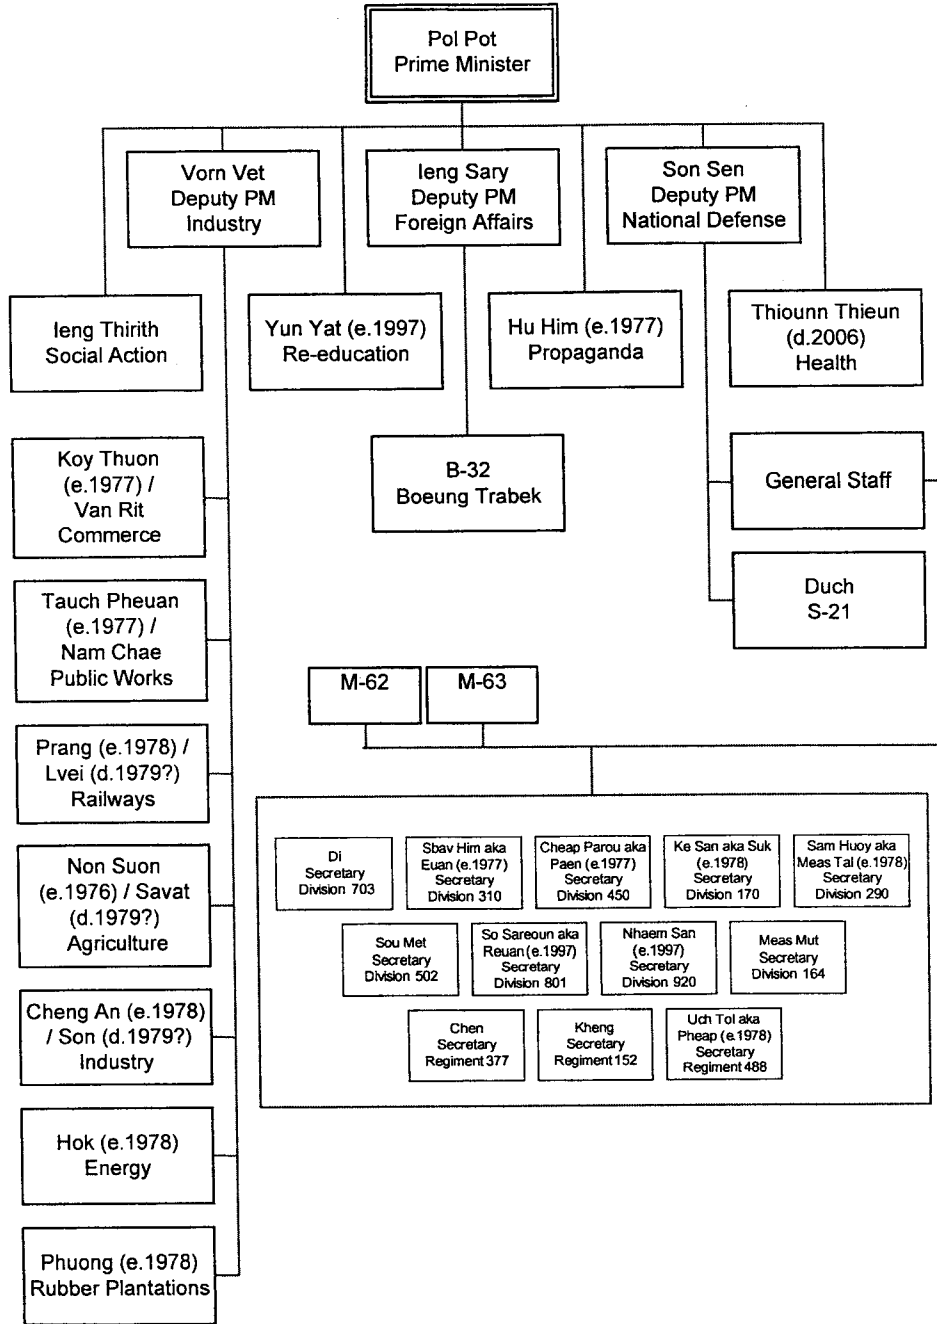 Pol Pot
Prime Minister
Vorn Vet
Deputy PM
Industry
Ieng Sary
Deputy PM
Foreign Affairs
Son Sen
Deputy PM
National Defense
Ieng Thirith
Social Action
Yun Yat (e.1997)
Re-education
Hu Him (e.1977)
Propaganda
Thiounn Thieun
(d.2006)
Health
Koy Thuon
(e.1977) /
Van Rit
Commerce
B-32
Boeung Trabek
General Staff
Duch
S-21
Tauch Pheuan
(e.1977) /
Nam Chae
Public Works
M-62
M-63
Prang (e.1978) /
Lvei (d.1979?)
Railways
Non Suon
(e.1976) / Savat
(d.1979?)
Agriculture
Cheng An (e.1978)
/ Son (d.1979?)
Industry
Hok (e.1978)
Energy
Phuong (e.1978)
Rubber Plantations
Di
Secretary
Division 703
Sbav Him aka
Euan (e.1977)
Secretary
Division 310
Cheap Parou aka
Paen (e.1977)
Secretary
Division 450
Ke San aka Suk
(e.1978)
Secretary
Division 170
Sam Huoy aka
Meas Tal (e.1978)
Secretary
Division 290
Sou Met
Secretary
Division 502
So Sareoun aka
Reuan (e.1997)
Secretary
Division 801
Nhaem San
(e.1997)
Secretary
Division 920
Meas Mut
Secretary
Division 164
Chen
Secretary
Regiment 377
Kheng
Secretary
Regiment 152
Uch Tol aka
Pheap (e.1978)
Secretary
Regiment 488